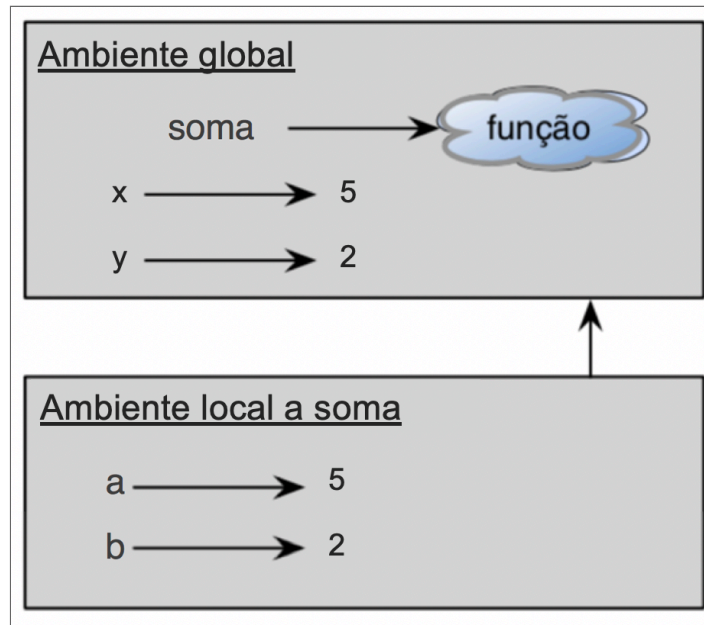 Ambiente global
soma função
x 5
y 2
Ambiente local a soma
a 5
b 2